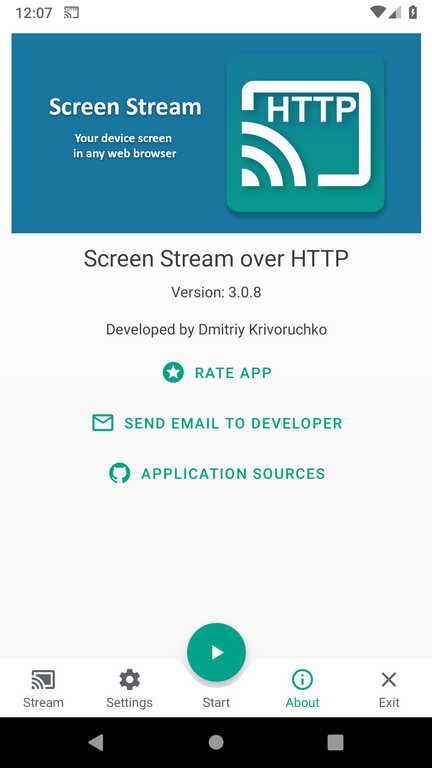 12:07
Screen Stream
Your device screen
in any web browser
HTTP
Screen Stream over HTTP
Version: 3.0.8
Developed by Dmitriy Krivoruchko
RATE APP
SEND EMAIL TO DEVELOPER
APPLICATION SOURCES
Stream
Settings
Start
About
Exit